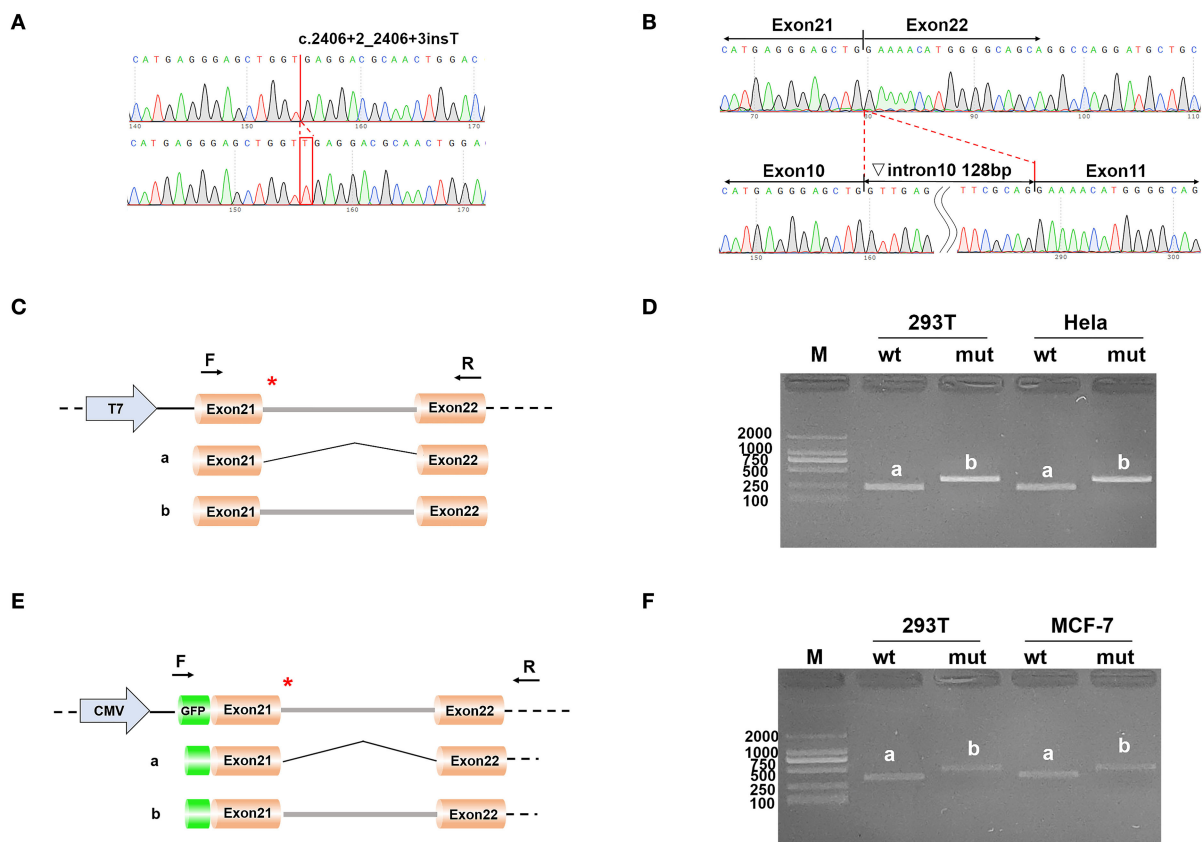 A
c.2406+2_2406+3insT
CATGAGGGAGCTGGTGAGGACGCAACTGGAC
140 150 160 170
CATGAGGGAGCTGGTTGAGGACGCAACTGGA
150 160 170
B
Exon21 Exon22
CATGAGGGAGCTGGAAAACATGGGGCAGCAGGCCAGGATGCTGC
70 80 90 100 110
Exon10 ▽ intron10 128bp Exon11
CATGAGGGAGCTGGTTGAG TTCGCAGGAAAACATGGGGCAG
150 160 290 300
C
F R
*
T7 Exon21 Exon22
a Exon21 Exon22
b Exon21 Exon22
D
293T Hela
M wt mut wt mut
2000
1000
750
500
250
100
a b a b
E
F R
*
CMV GFP Exon21 Exon22
a Exon21 Exon22
b Exon21 Exon22
F
293T MCF-7
M wt mut wt mut
2000
1000
750
500
250
100
a b a b